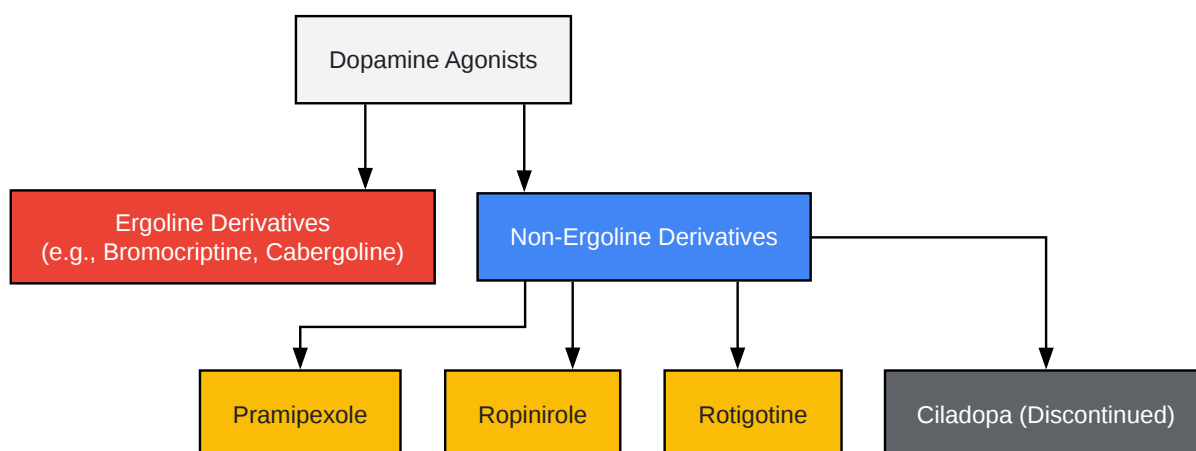 Dopamine Agonists
Ergoline Derivatives
(e.g., Bromocriptine, Cabergoline)
Non-Ergoline Derivatives
Pramipexole
Ropinirole
Rotigotine
Ciladopa (Discontinued)